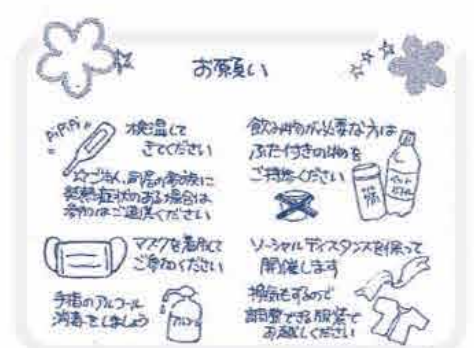 お願い
PiPiPi
検温して
きてください
☆ご本人、同居の家族に
発熱症状のある場合は
参加はご遠慮ください
飲み物が必要な方は
ふた付きの物を
ご持参ください
水筒
ペット
ボトル
マスクを着用して
ご参加ください
ソーシャルディスタンスを保って
開催します
手指のアルコール
消毒をしましょう
アルコール
換気もするので
調整できる服装で
お越しください